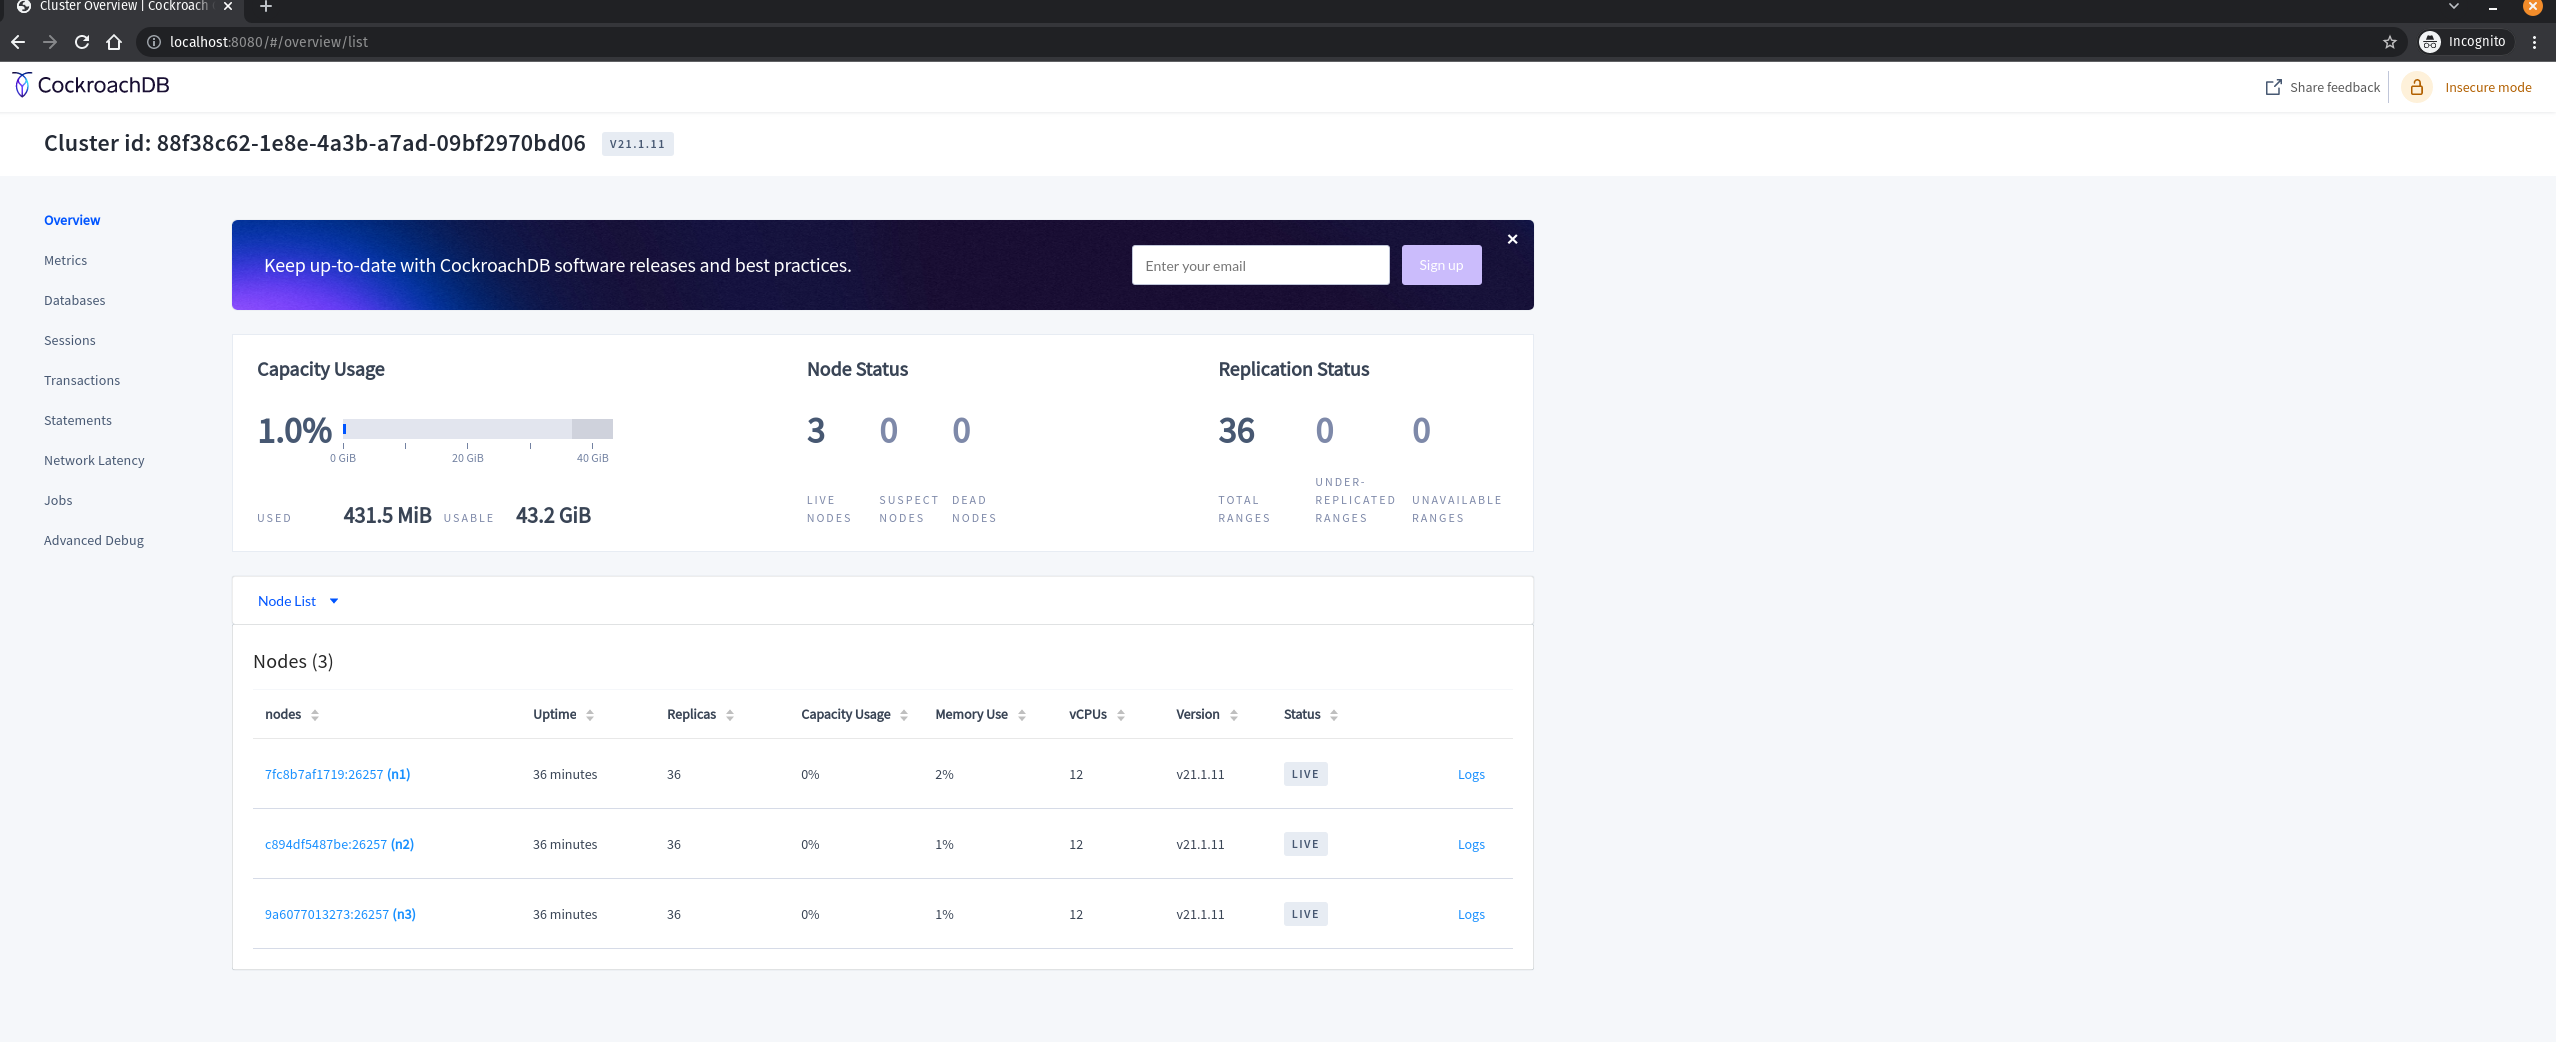 Cluster Overview | Cockroach
localhost:8080/#/overview/list
Incognito
CockroachDB
Share feedback
Insecure mode
Cluster id: 88f38c62-1e8e-4a3b-a7ad-09bf2970bd06
V21.1.11
Overview
Metrics
Databases
Sessions
Transactions
Statements
Network Latency
Jobs
Advanced Debug
Keep up-to-date with CockroachDB software releases and best practices.
Enter your email
Sign up
Capacity Usage
1.0%
0 GiB 20 GiB 40 GiB
USED 431.5 MiB USABLE 43.2 GiB
Node Status
3 0 0
LIVE NODES
SUSPECT NODES
DEAD NODES
Replication Status
36 0 0
TOTAL RANGES
UNDER-REPLICATED RANGES
UNAVAILABLE RANGES
Node List
Nodes (3)
nodes Uptime Replicas Capacity Usage Memory Use vCPUs Version Status
7fc8b7af1719:26257 (n1) 36 minutes 36 0% 2% 12 v21.1.11 LIVE Logs
c894df5487be:26257 (n2) 36 minutes 36 0% 1% 12 v21.1.11 LIVE Logs
9a6077013273:26257 (n3) 36 minutes 36 0% 1% 12 v21.1.11 LIVE Logs